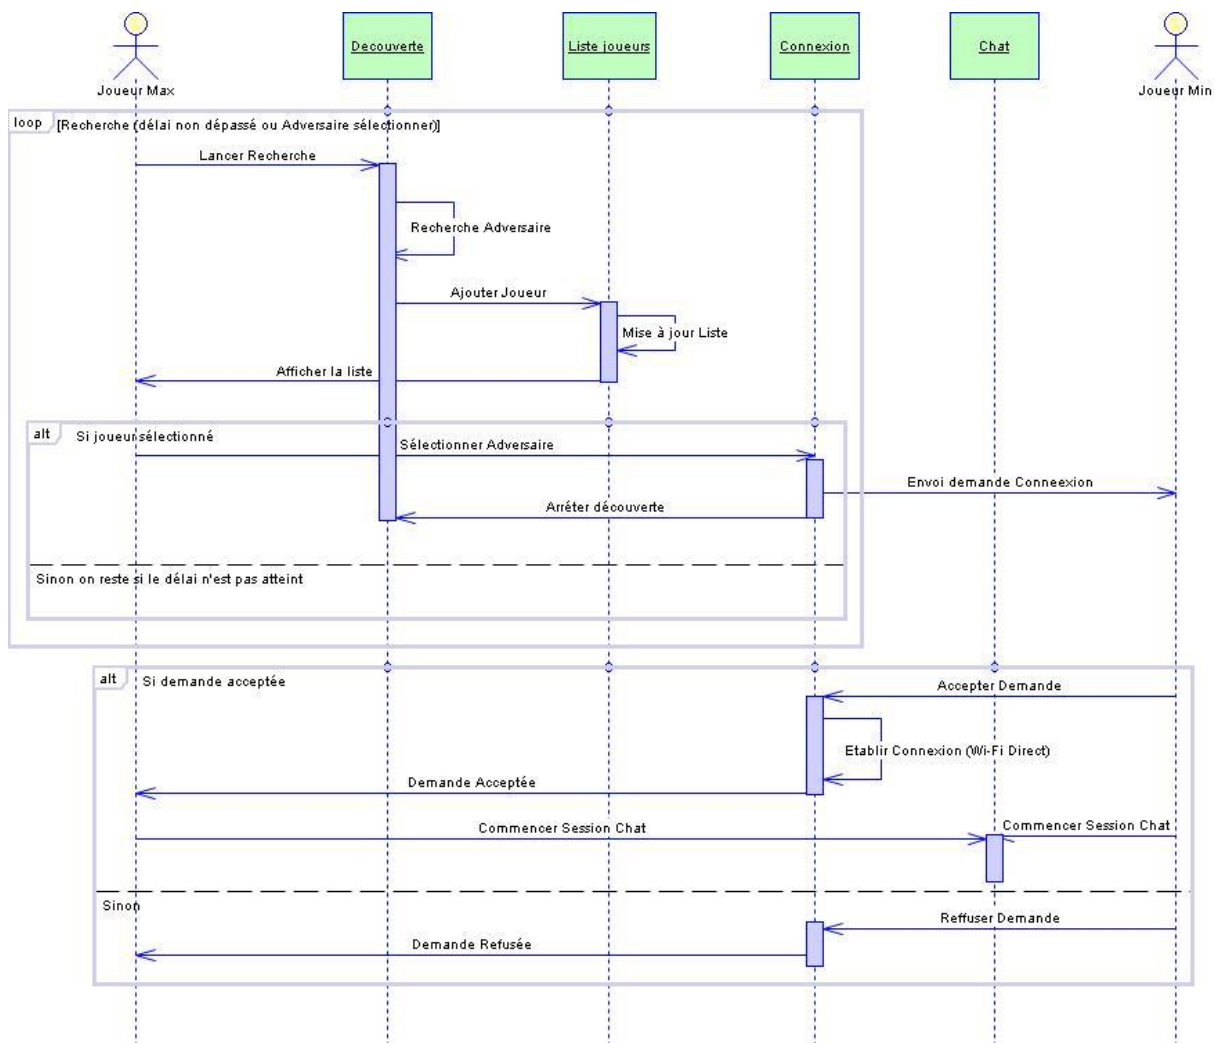 Decouverte
Liste joueurs
Connexion
Chat
Joueur Max
Joueur Min
loop
[Recherche (délai non dépassé ou Adversaire sélectionner)]
Lancer Recherche
Recherche Adversaire
Ajouter Joueur
Mise à jour Liste
Afficher la liste
alt
Si joueur sélectionné
Sélectionner Adversaire
Envoi demande Conneexion
Arréter découverte
Sinon on reste si le délai n'est pas atteint
alt
Si demande acceptée
Accepter Demande
Etablir Connexion (Wi-Fi Direct)
Demande Acceptée
Commencer Session Chat
Commencer Session Chat
Sinon
Reffuser Demande
Demande Refusée